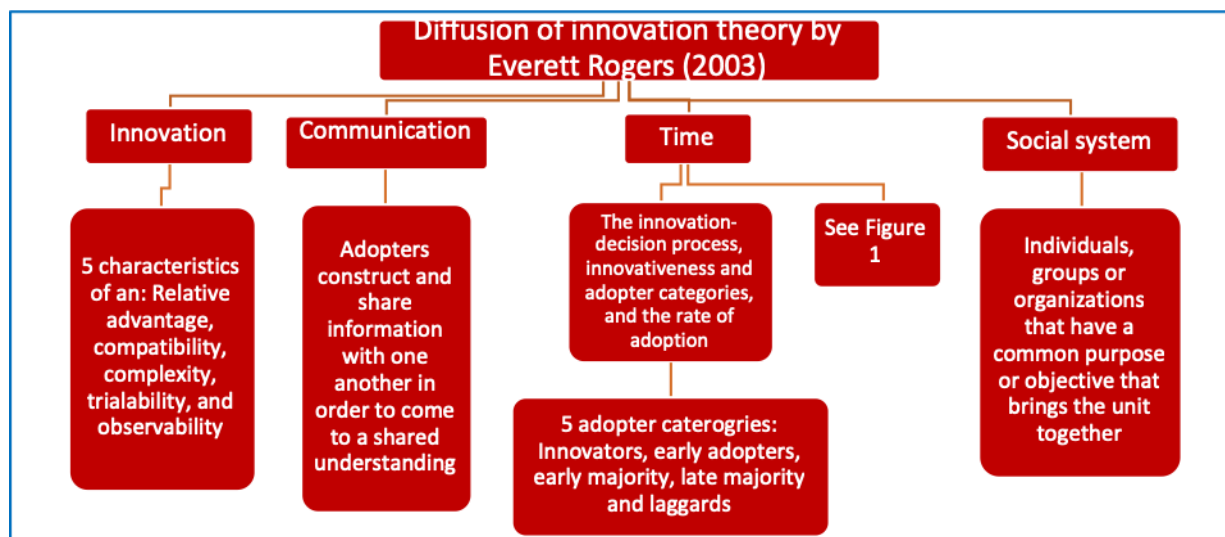 Diffusion of innovation theory by
Everett Rogers (2003)
Innovation
Communication
Time
Social system
5 characteristics
of an: Relative
advantage,
compatibility,
complexity,
trialability, and
observability
Adopters
construct and
share
information
with one
another in
order to come
to a shared
understanding
The innovation-
decision process,
innovativeness and
adopter categories,
and the rate of
adoption
See Figure
1
Individuals,
groups or
organizations
that have a
common purpose
or objective that
brings the unit
together
5 adopter caterogries:
Innovators, early adopters,
early majority, late majority
and laggards